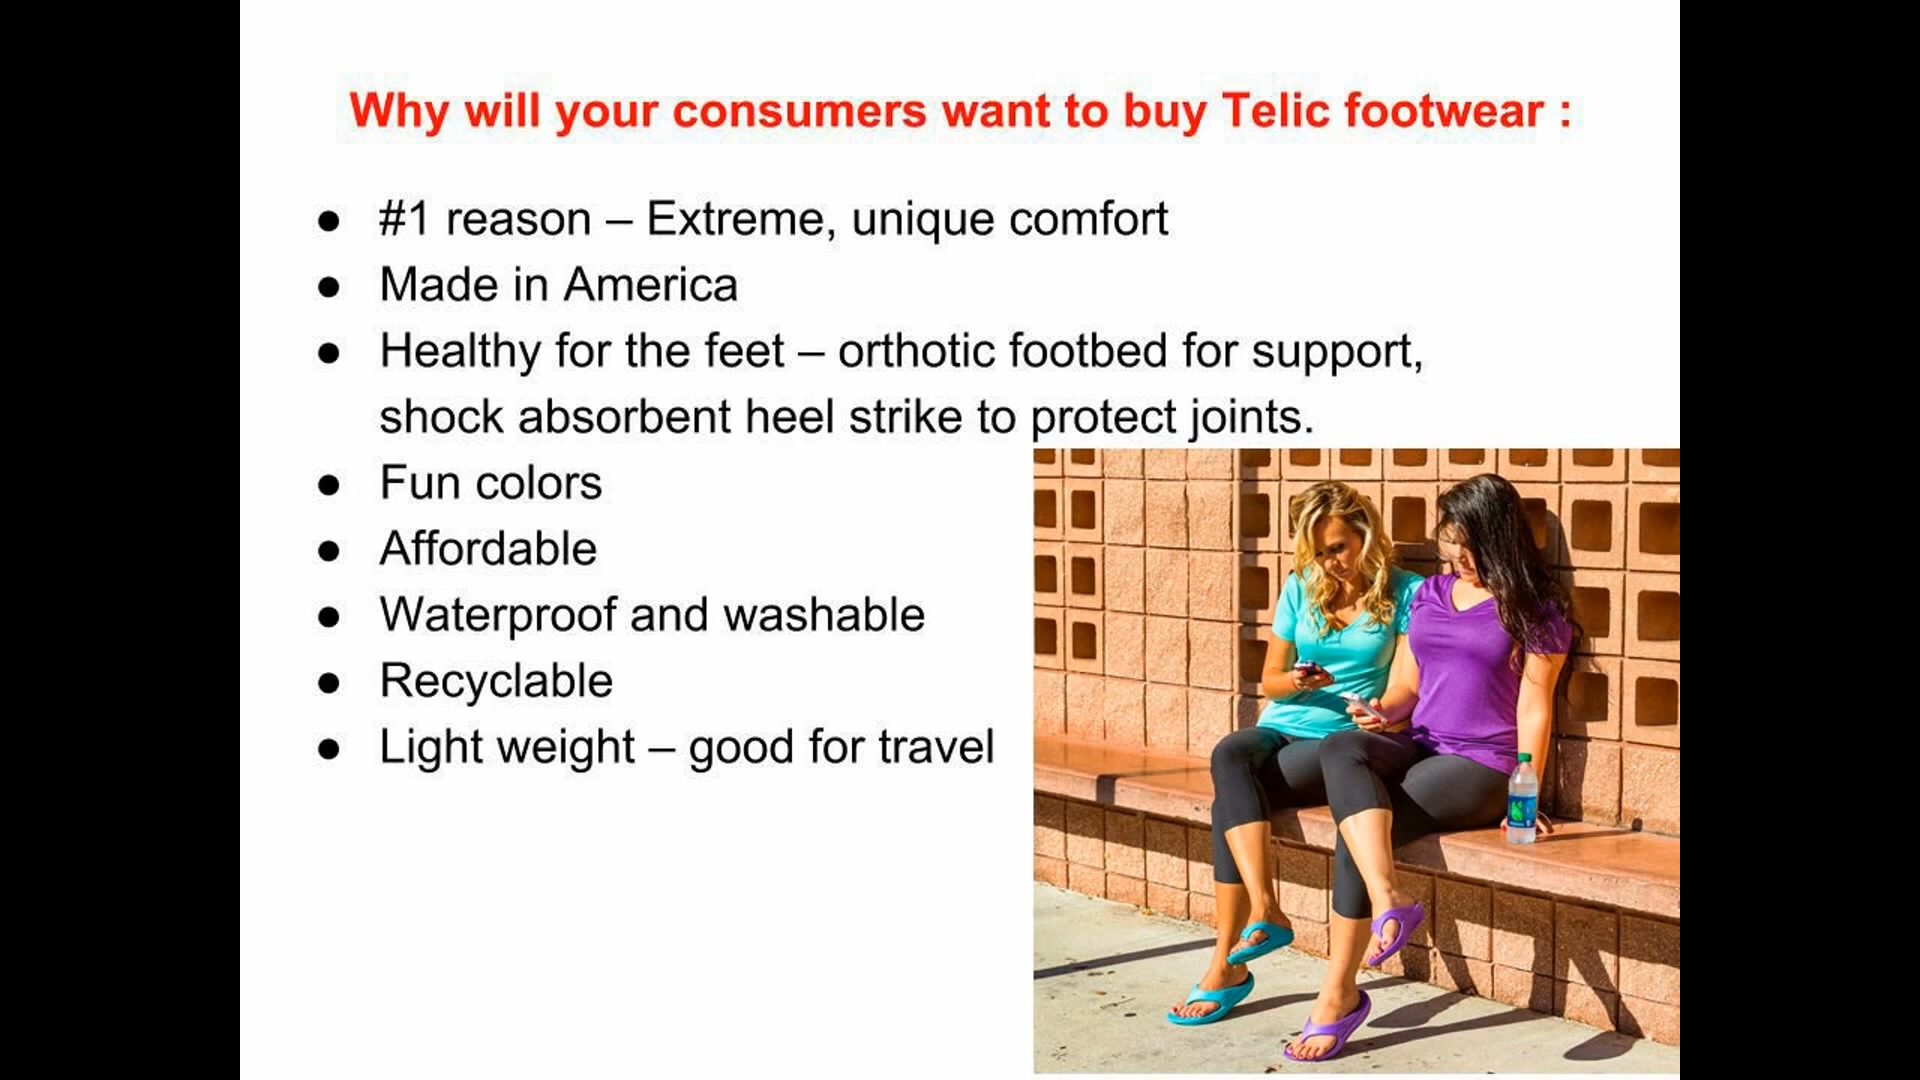 Why will your consumers want to buy Telic footwear :
● #1 reason – Extreme, unique comfort
● Made in America
● Healthy for the feet – orthotic footbed for support,
shock absorbent heel strike to protect joints.
● Fun colors
● Affordable
● Waterproof and washable
● Recyclable
● Light weight – good for travel